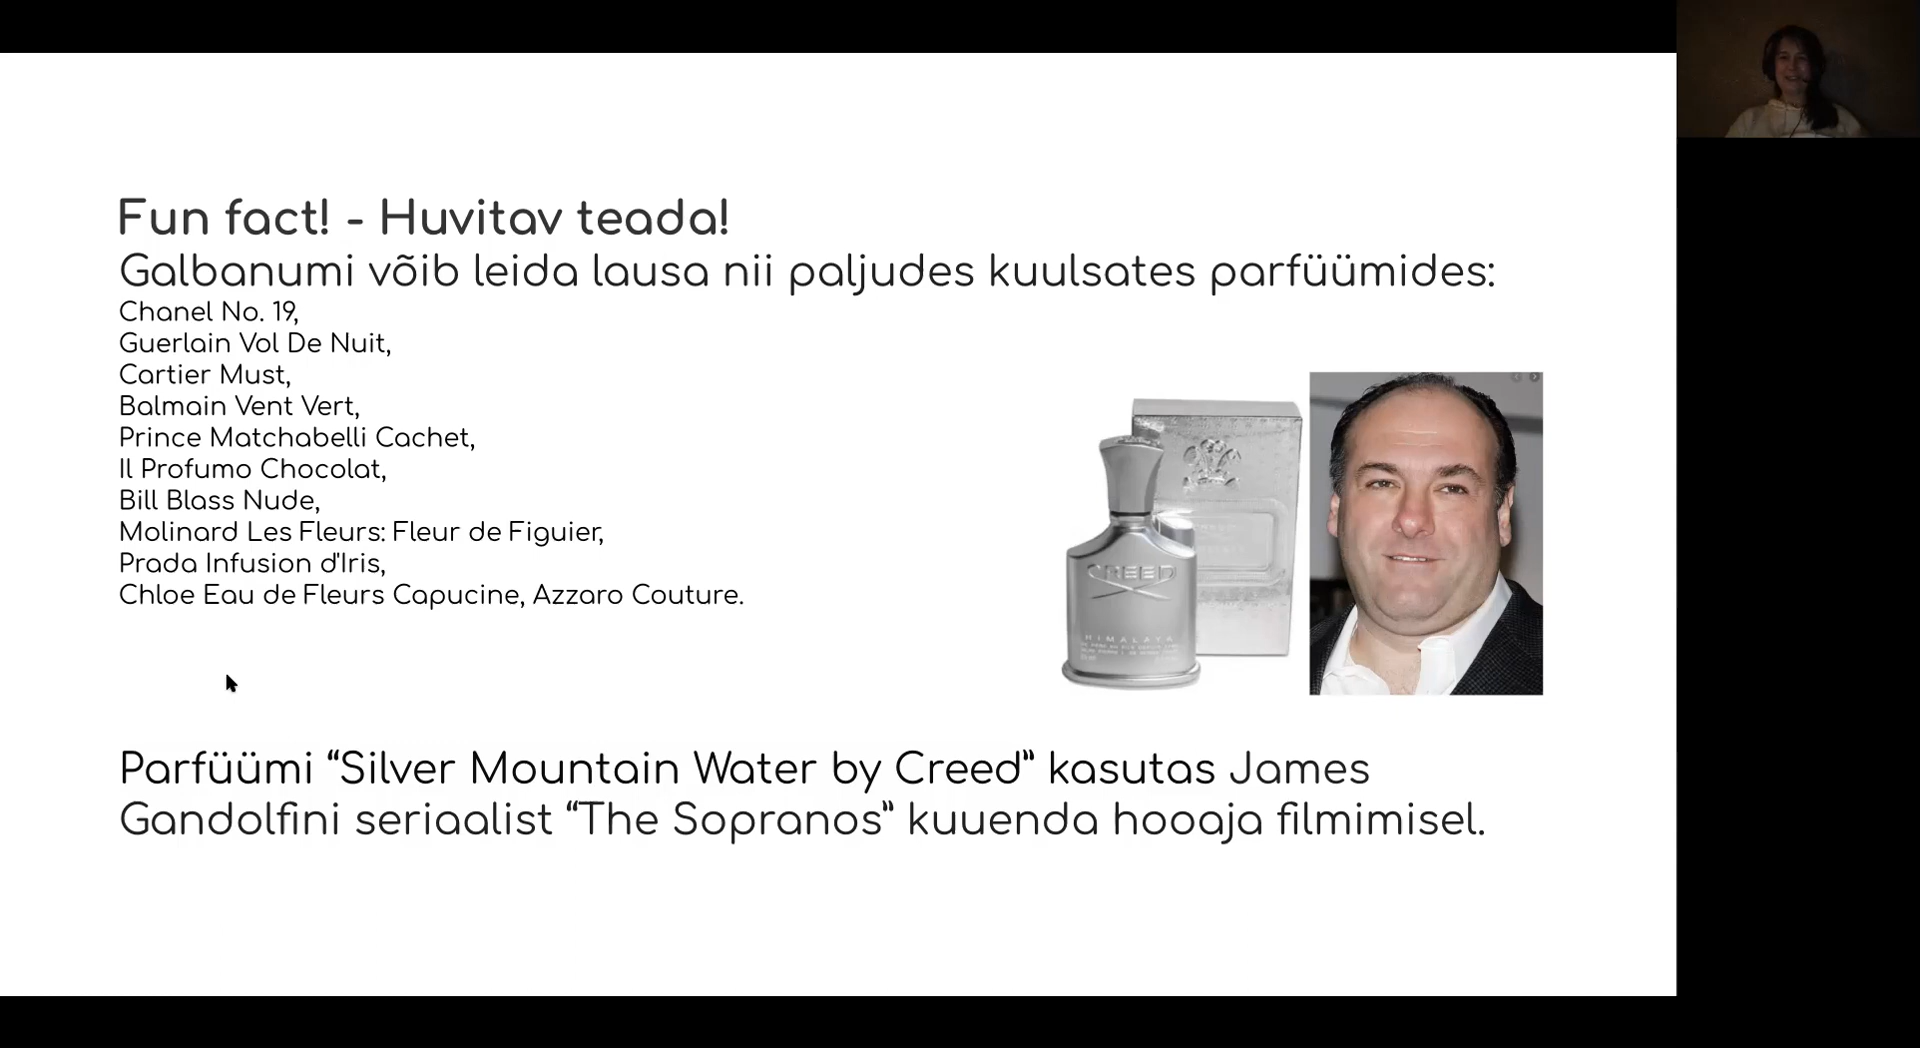 Fun fact! - Huvitav teada!
Galbanumi võib leida lausa nii paljudes kuulsates parfüümides:
Chanel No. 19,
Guerlain Vol De Nuit,
Cartier Must,
Balmain Vent Vert,
Prince Matchabelli Cachet,
Il Profumo Chocolat,
Bill Blass Nude,
Molinard Les Fleurs: Fleur de Figuier,
Prada Infusion d'Iris,
Chloe Eau de Fleurs Capucine, Azzaro Couture.
CREED
HIMALAYA
Parfüümi “Silver Mountain Water by Creed” kasutas James
Gandolfini seriaalist “The Sopranos” kuuenda hooaja filmimisel.